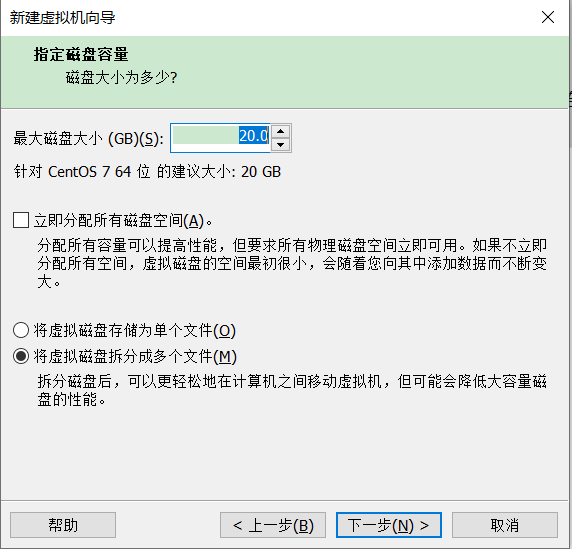 新建虚拟机向导
指定磁盘容量
磁盘大小为多少?
最大磁盘大小 (GB)(S): 20.0
针对 CentOS 7 64 位 的建议大小: 20 GB
立即分配所有磁盘空间(A)。
分配所有容量可以提高性能，但要求所有物理磁盘空间立即可用。如果不立即
分配所有空间，虚拟磁盘的空间最初很小，会随着您向其中添加数据而不断变
大。
将虚拟磁盘存储为单个文件(O)
将虚拟磁盘拆分成多个文件(M)
拆分磁盘后，可以更轻松地在计算机之间移动虚拟机，但可能会降低大容量磁
盘的性能。
帮助 < 上一步(B) 下一步(N) > 取消